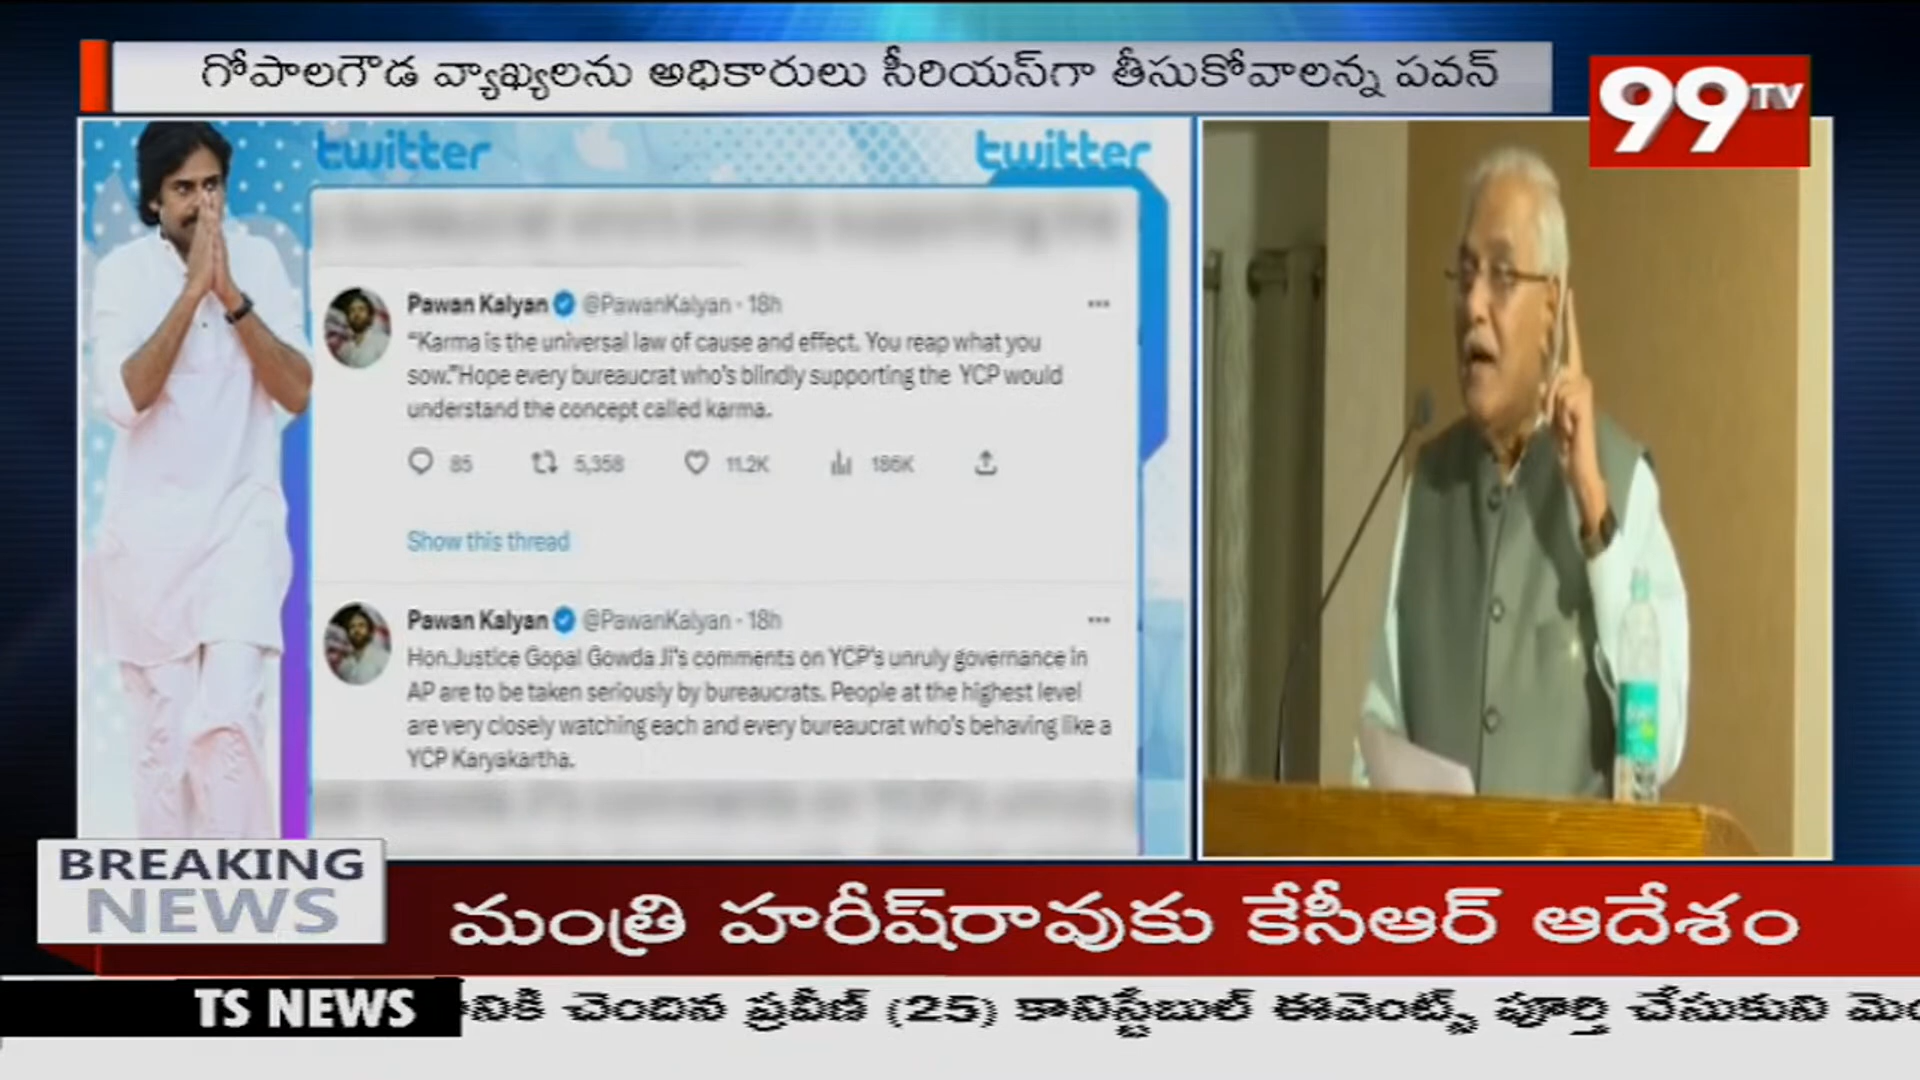 గోపాలగౌడ వ్యాఖ్యలను అధికారులు సీరియస్‌గా తీసుకోవాలన్న పవన్
99TV
twitter
twitter
Pawan Kalyan @PawanKalyan · 18h
“Karma is the universal law of cause and effect. You reap what you
sow.”Hope every bureaucrat who's blindly supporting the YCP would
understand the concept called karma.
85 5,358 11.2K 186K
Show this thread
Pawan Kalyan @PawanKalyan · 18h
Hon.Justice Gopal Gowda Ji's comments on YCP's unruly governance in
AP are to be taken seriously by bureaucrats. People at the highest level
are very closely watching each and every bureaucrat who's behaving like a
YCP Karyakartha.
BREAKING
NEWS
మంత్రి హరీష్‌రావుకు కేసీఆర్ ఆదేశం
TS NEWS
చెందిన ప్రవీణ్ (25) కానిస్టేబుల్ ఈవెంట్స్ పూర్తి చేసుకుని